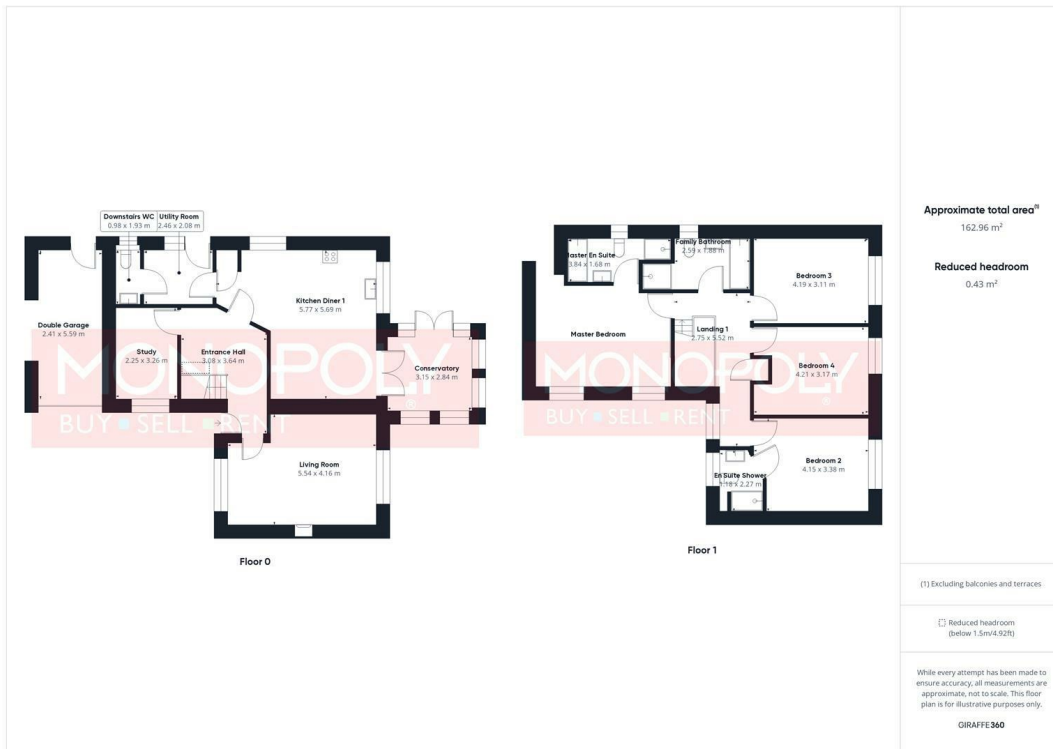 Downstairs WC
0.98 x 1.93 m
Utility Room
2.46 x 2.08 m
Kitchen Diner 1
5.77 x 5.69 m
Double Garage
2.41 x 5.59 m
Study
2.25 x 3.26 m
Entrance Hall
3.08 x 3.64 m
Conservatory
3.15 x 2.84 m
MONOPOLY
BUY SELL RENT
Living Room
5.54 x 4.16 m
Floor 0
Master En Suite
3.84 x 1.68 m
Family Bathroom
2.59 x 1.88 m
Bedroom 3
4.19 x 3.11 m
Master Bedroom
Landing 1
2.75 x 5.52 m
Bedroom 4
4.21 x 3.17 m
MONOPOLY
BUY SELL RENT
Bedroom 2
4.15 x 3.38 m
En Suite Shower
1.18 x 2.27 m
Floor 1
Approximate total area(1)
162.96 m²
Reduced headroom
0.43 m²
(1) Excluding balconies and terraces
Reduced headroom
(below 1.5m/4.92ft)
While every attempt has been made to
ensure accuracy, all measurements are
approximate, not to scale. This floor
plan is for illustrative purposes only.
GIRAFFE360